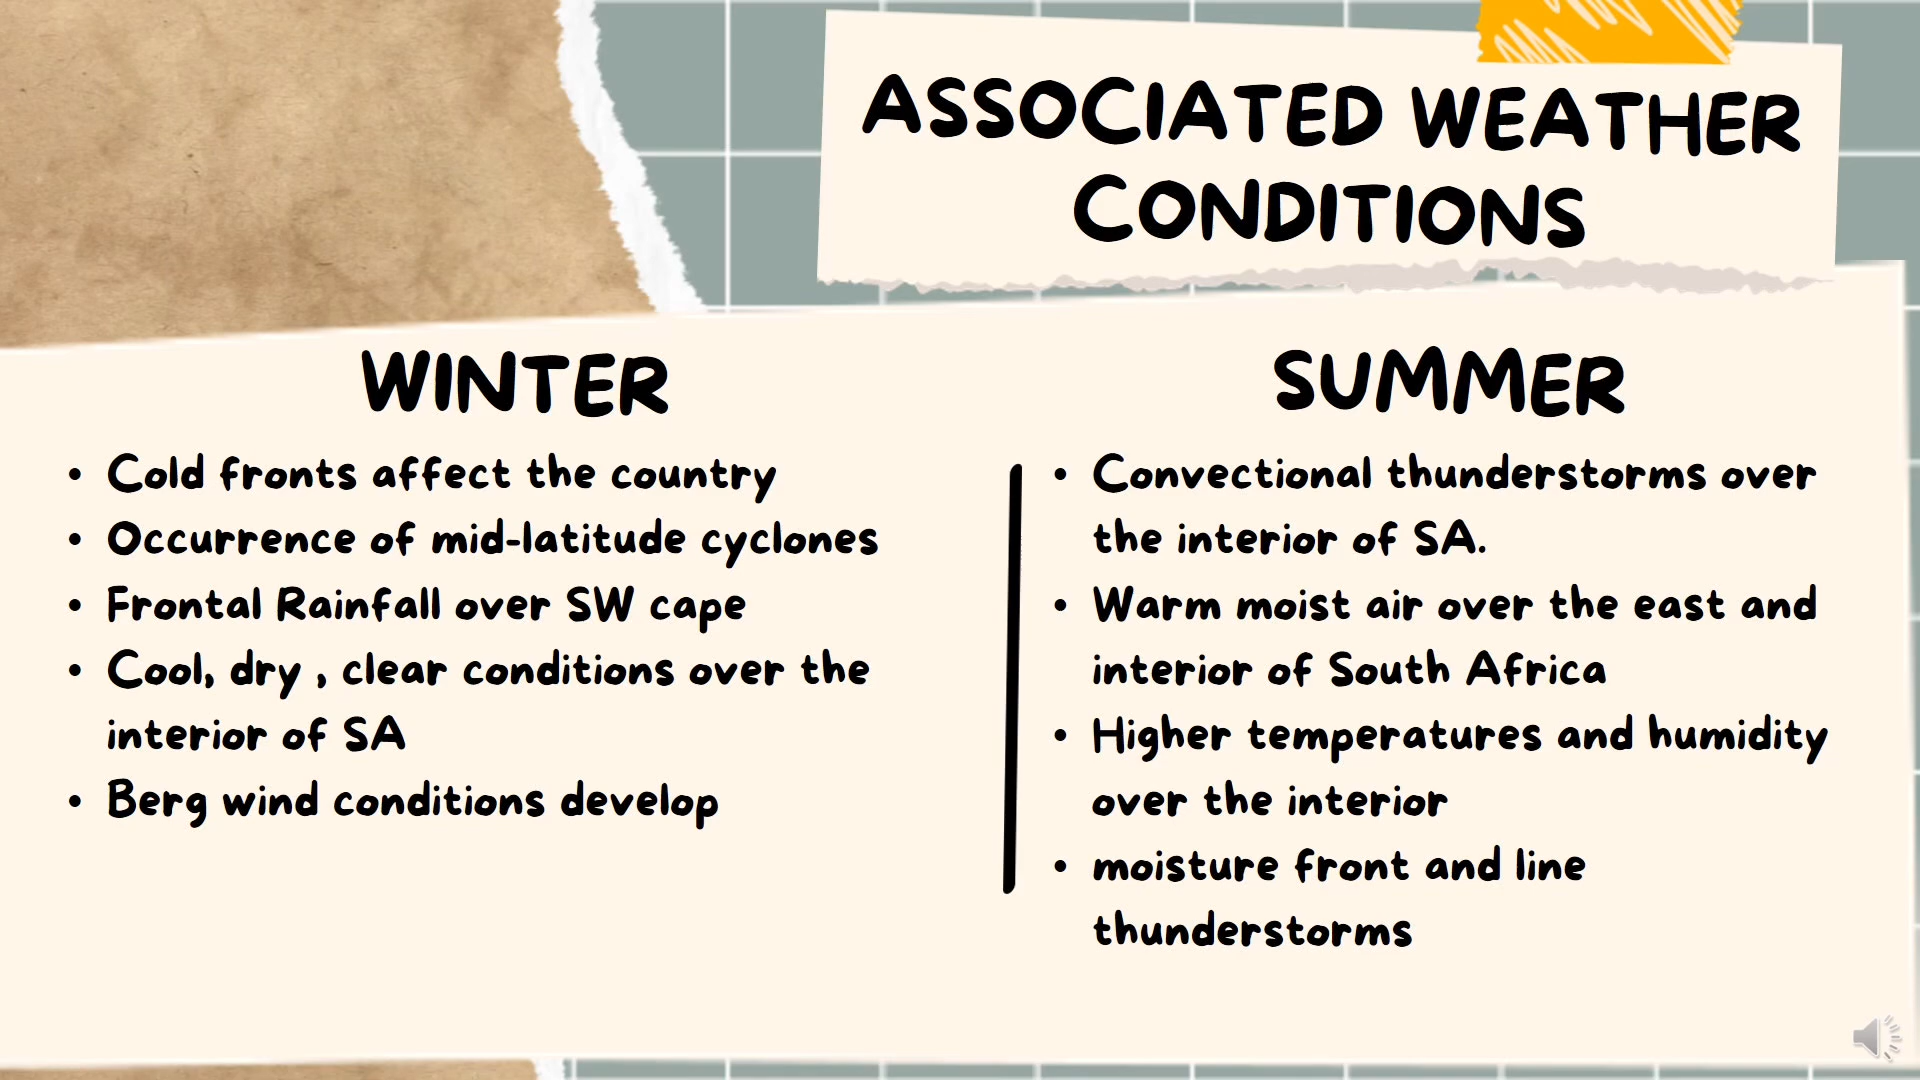 ASSOCIATED WEATHER
CONDITIONS
WINTER
• Cold fronts affect the country
• Occurrence of mid-latitude cyclones
• Frontal Rainfall over SW cape
• Cool, dry , clear conditions over the
interior of SA
• Berg wind conditions develop
SUMMER
• Convectional thunderstorms over
the interior of SA.
• Warm moist air over the east and
interior of South Africa
• Higher temperatures and humidity
over the interior
• moisture front and line
thunderstorms